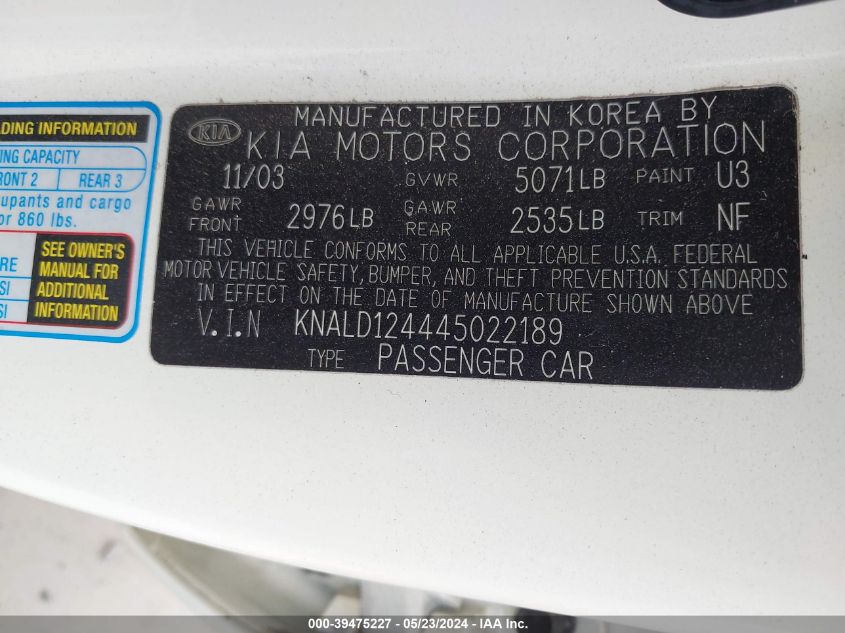 ADING INFORMATION
NG CAPACITY
RONT 2 REAR 3
upants and cargo
or 860 lbs.
RE
SI
SI
SEE OWNER'S
MANUAL FOR
ADDITIONAL
INFORMATION
MANUFACTURED IN KOREA BY
KIA KIA MOTORS CORPORATION
11/03 GVWR 5071LB PAINT U3
GAWR FRONT 2976LB GAWR REAR 2535LB TRIM NF
THIS VEHICLE CONFORMS TO ALL APPLICABLE U.S.A. FEDERAL
MOTOR VEHICLE SAFETY, BUMPER, AND THEFT PREVENTION STANDARDS
IN EFFECT ON THE DATE OF MANUFACTURE SHOWN ABOVE
V.I.N KNALD124445022189
TYPE PASSENGER CAR
000-39475227 - 05/23/2024 - IAA Inc.